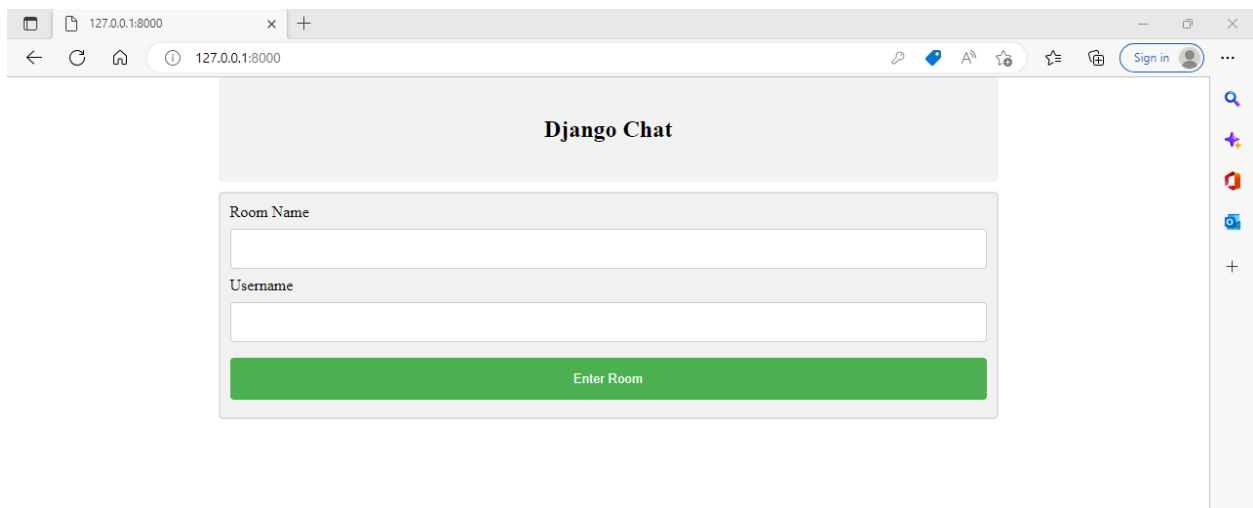 127.0.0.1:8000
127.0.0.1:8000
Sign in
Django Chat
Room Name
Username
Enter Room